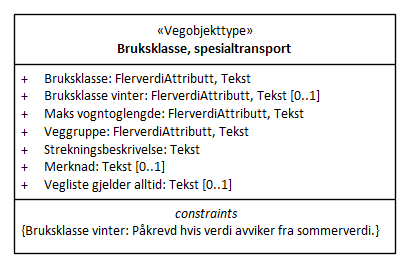 «Vegobjekttype»
Bruksklasse, spesialtransport
+ Bruksklasse: FlerverdiAttributt, Tekst
+ Bruksklasse vinter: FlerverdiAttributt, Tekst [0..1]
+ Maks vogntoglengde: FlerverdiAttributt, Tekst
+ Veggruppe: FlerverdiAttributt, Tekst
+ Strekningsbeskrivelse: Tekst
+ Merknad: Tekst [0..1]
+ Vegliste gjelder alltid: Tekst [0..1]
constraints
{Bruksklasse vinter: Påkrevd hvis verdi avviker fra sommerverdi.}